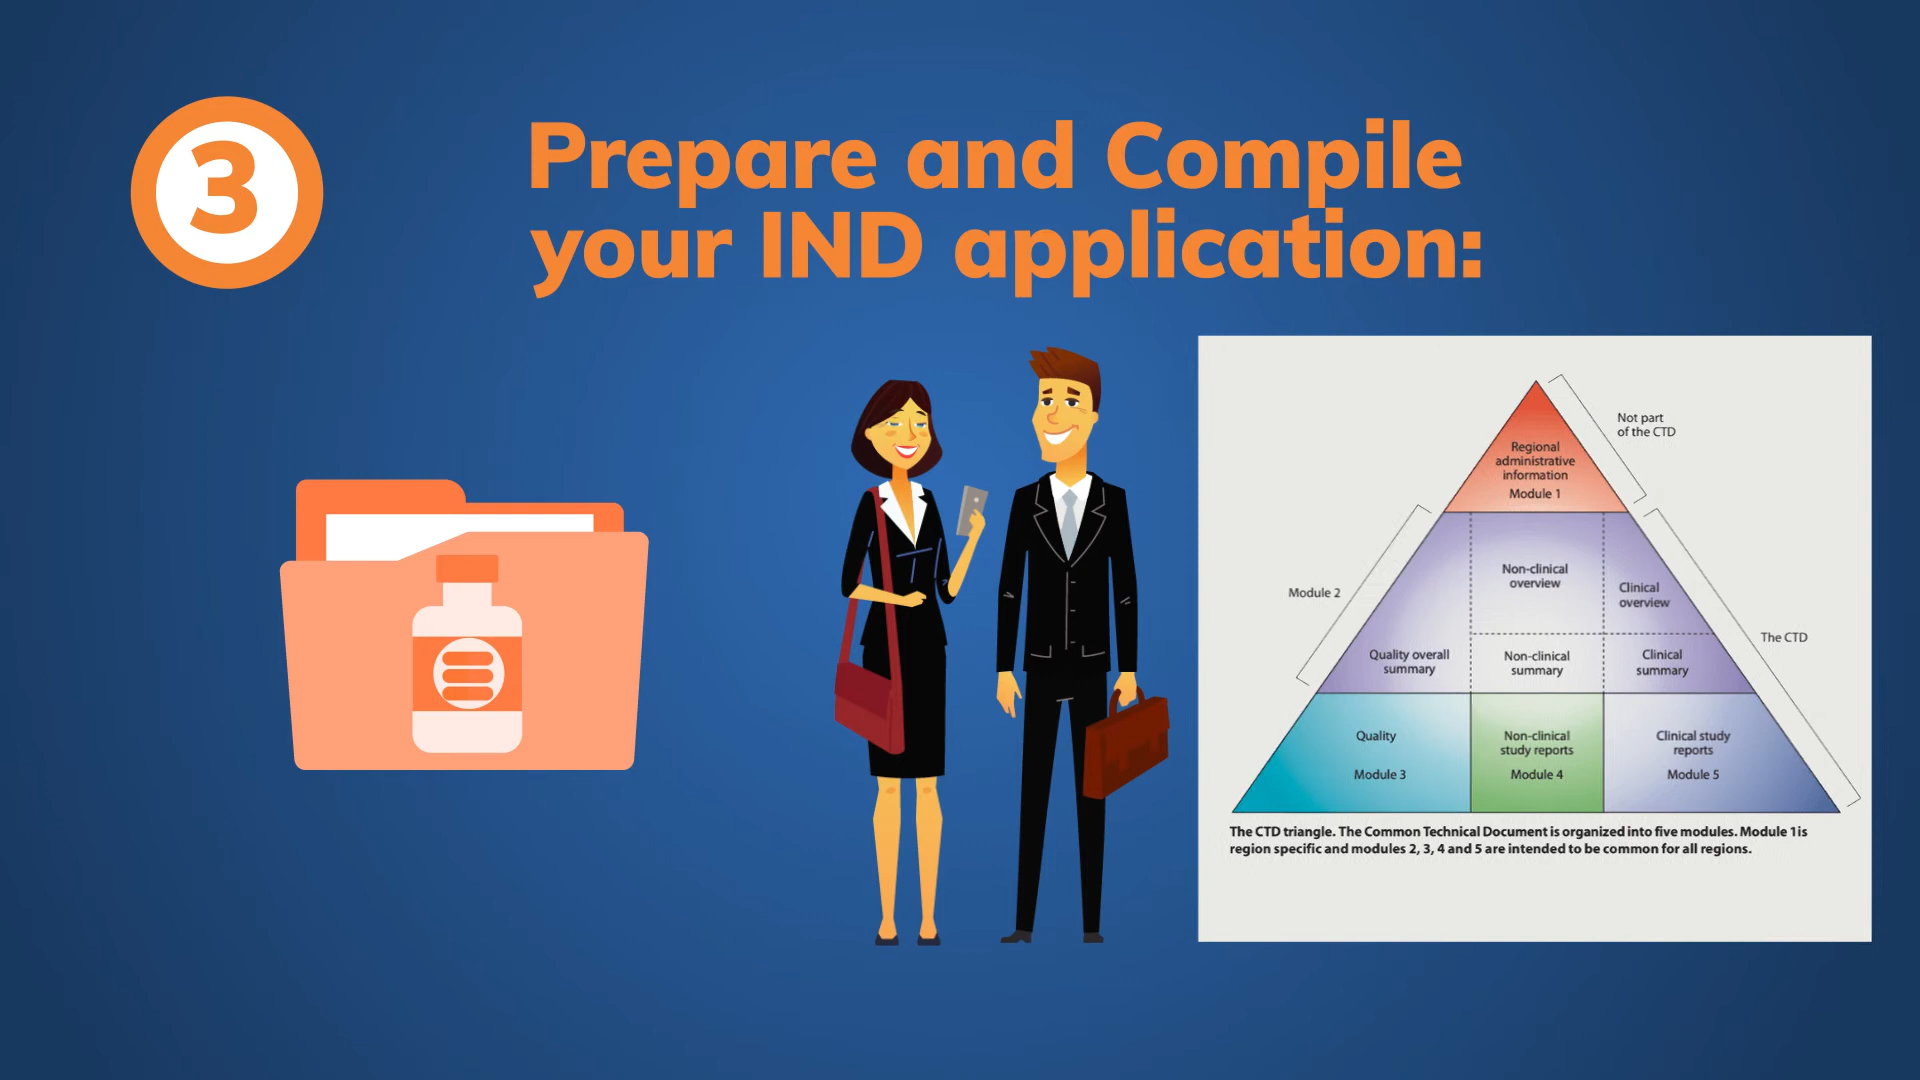 3
Prepare and Compile
your IND application:
Not part
of the CTD
Regional
administrative
information
Module 1
Module 2
Non-clinical
overview
Clinical
overview
The CTD
Quality overall
summary
Non-clinical
summary
Clinical
summary
Quality
Module 3
Non-clinical
study reports
Module 4
Clinical study
reports
Module 5
The CTD triangle. The Common Technical Document is organized into five modules. Module 1 is
region specific and modules 2, 3, 4 and 5 are intended to be common for all regions.